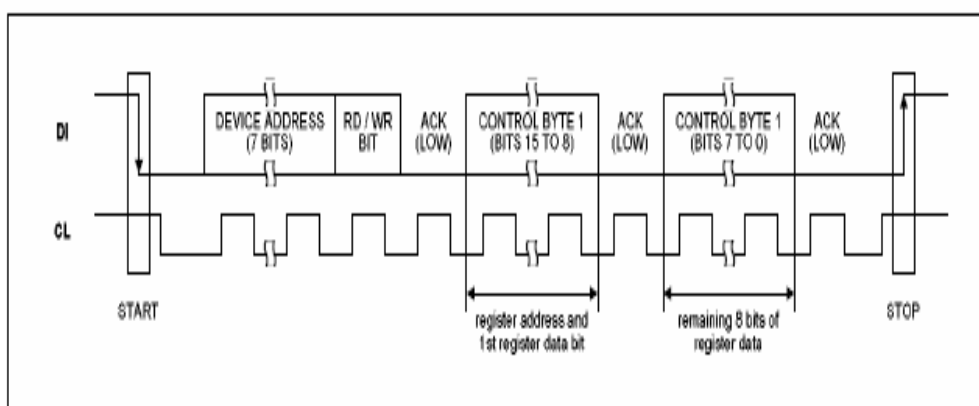 DI
DEVICE ADDRESS
(7 BITS)
RD / WR
BIT
ACK
(LOW)
CONTROL BYTE 1
(BITS 15 TO 8)
ACK
(LOW)
CONTROL BYTE 1
(BITS 7 TO 0)
ACK
(LOW)
CL
START
register address and
1st register data bit
remaining 8 bits of
register data
STOP